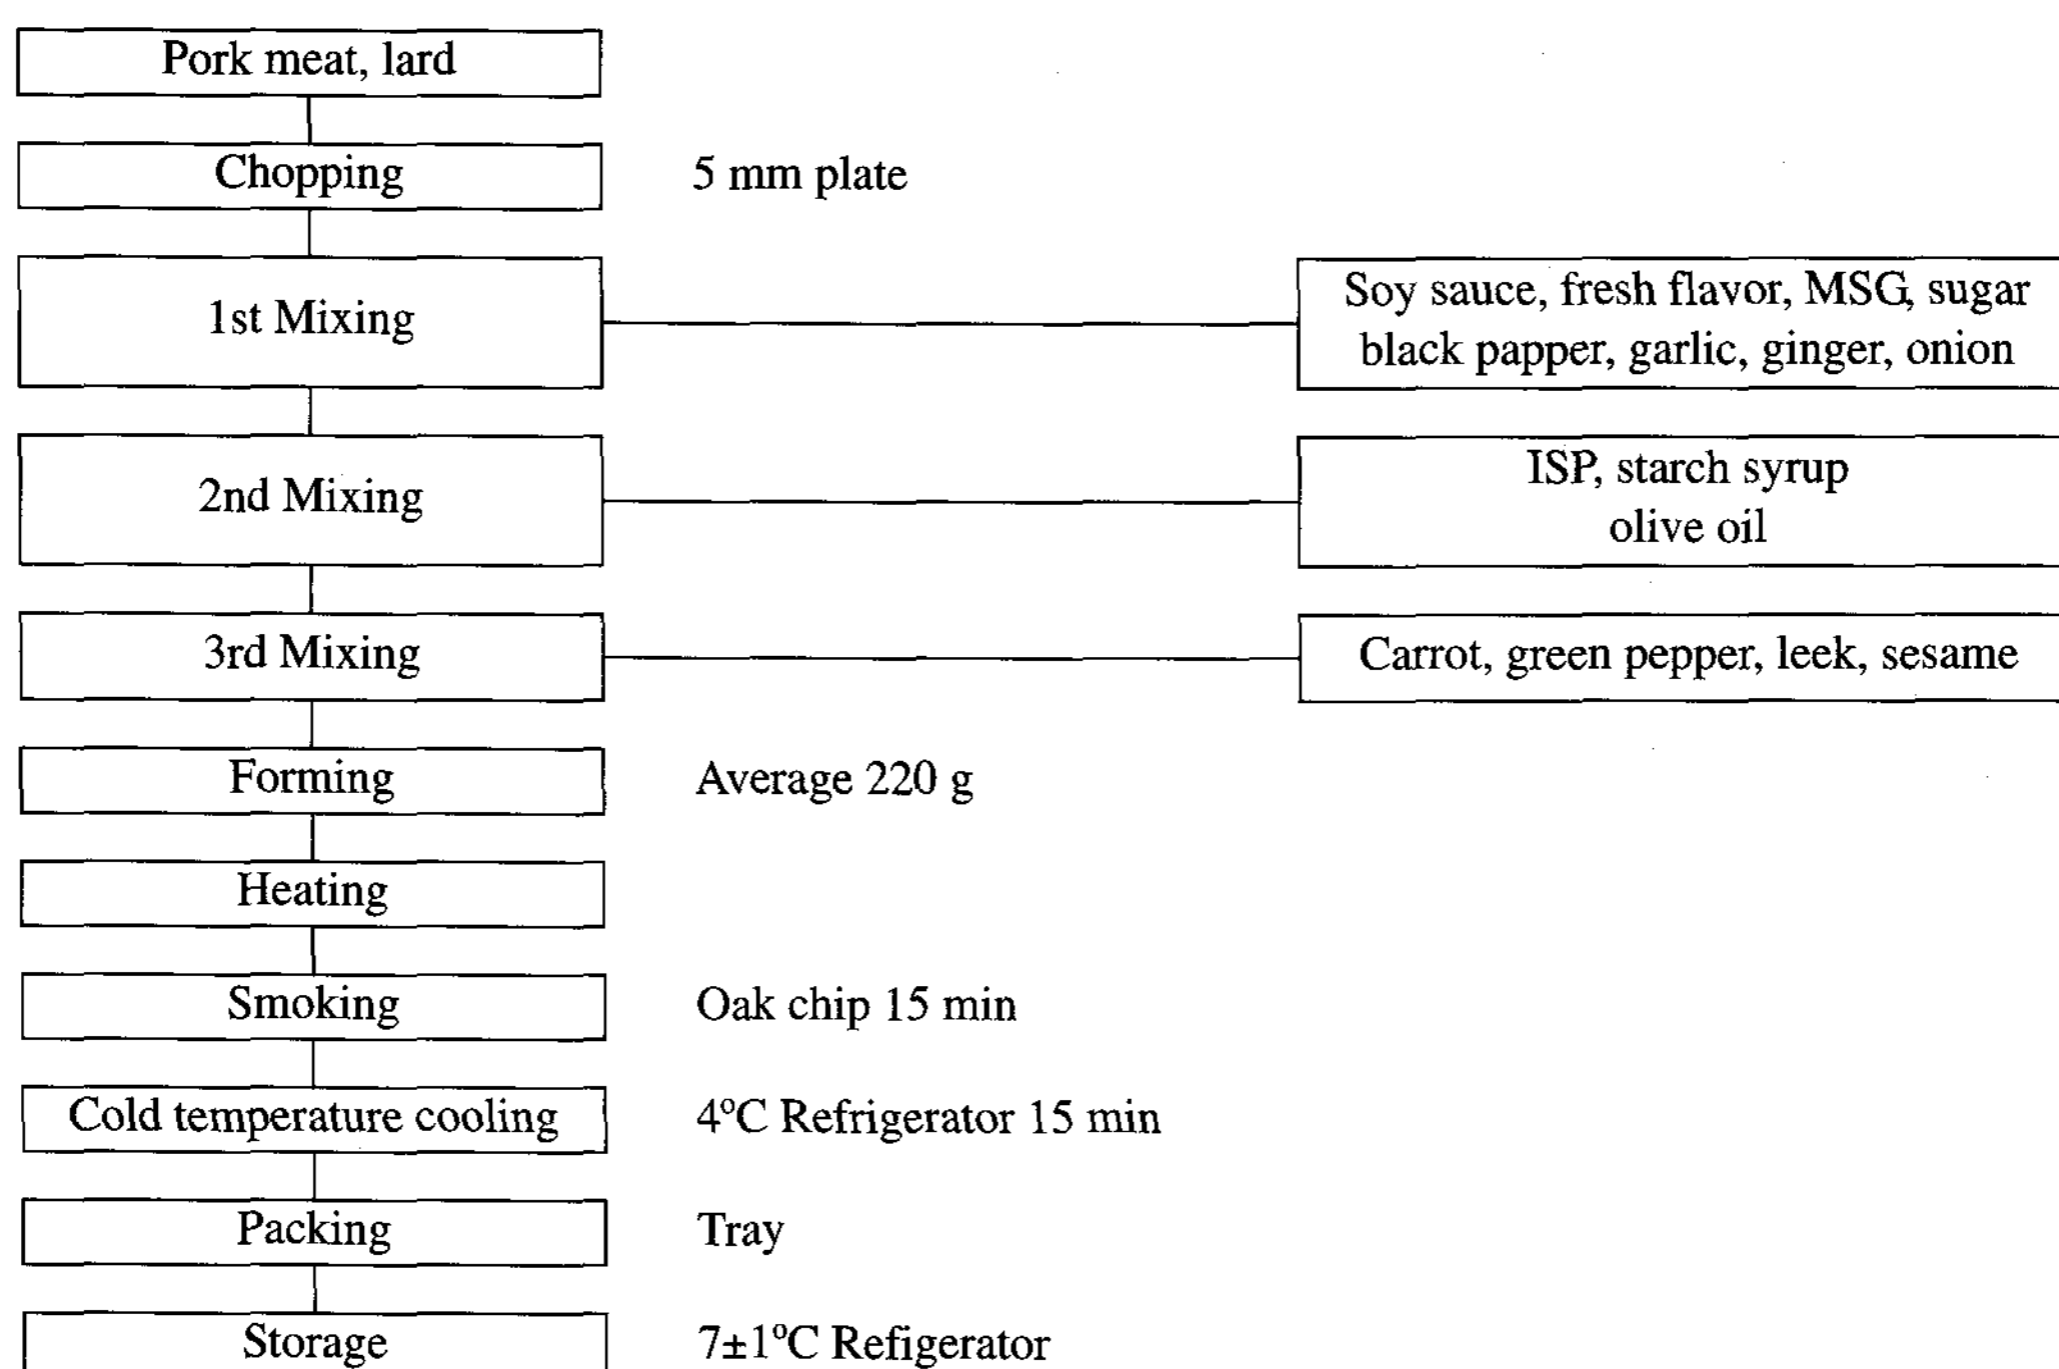 Pork meat, lard
Chopping
5 mm plate
1st Mixing
Soy sauce, fresh flavor, MSG, sugar
black papper, garlic, ginger, onion
2nd Mixing
ISP, starch syrup
olive oil
3rd Mixing
Carrot, green pepper, leek, sesame
Forming
Average 220 g
Heating
Smoking
Oak chip 15 min
Cold temperature cooling
4ºC Refrigerator 15 min
Packing
Tray
Storage
7±1ºC Refigerator